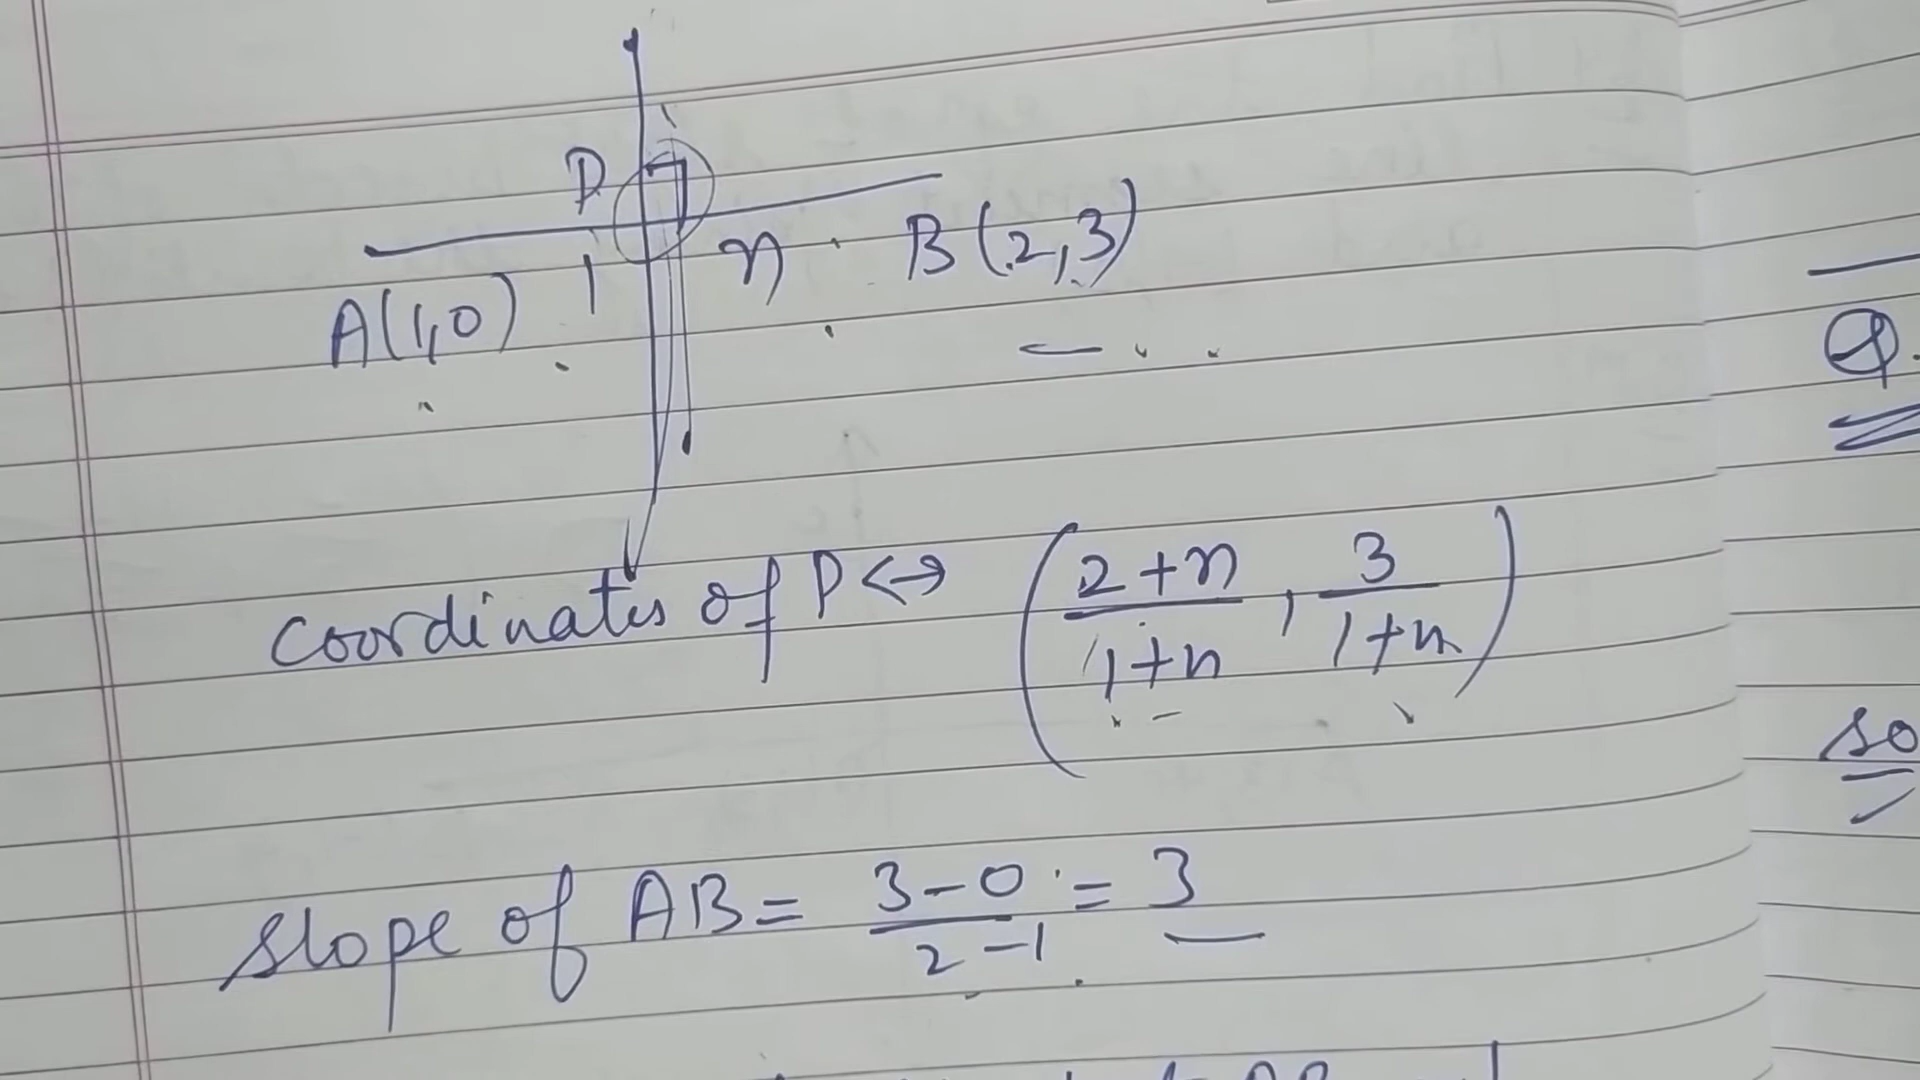 P
1 n B(2,3)
A(1,0)
Q.
coordinates of P ↔ (2+n/1+n, 3/1+n)
so
slope of AB = 3-0/2-1 = 3